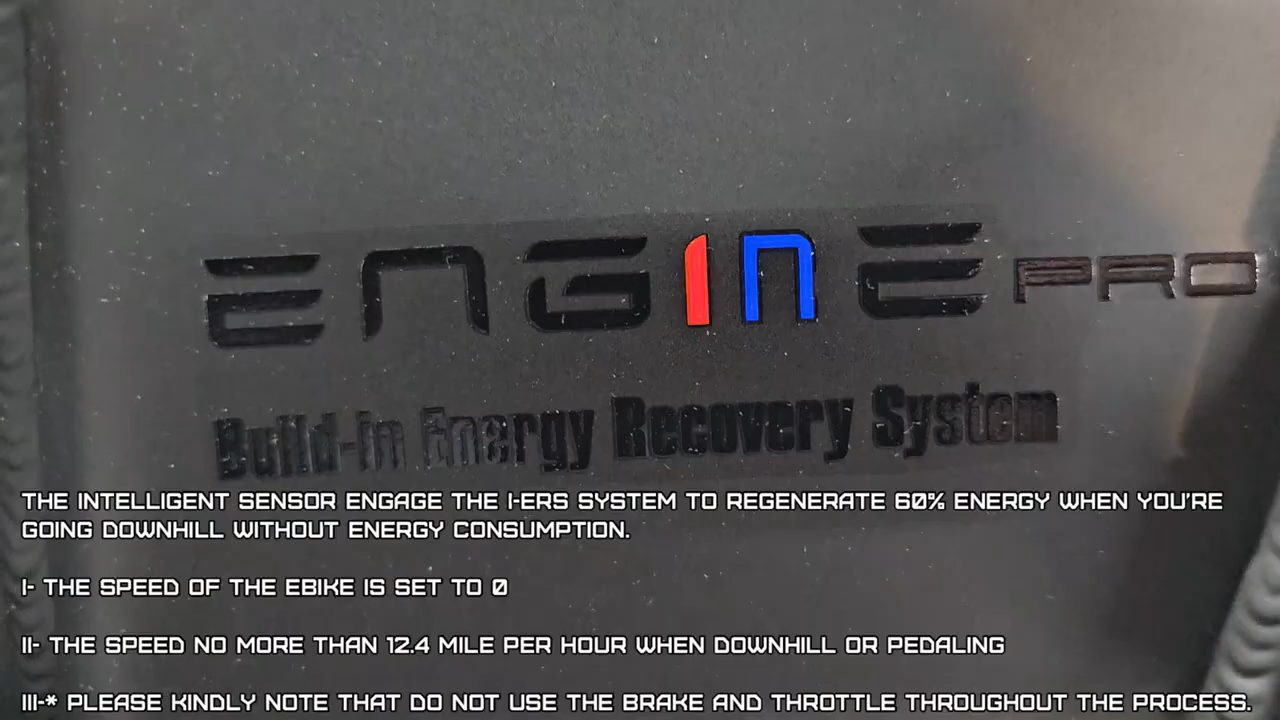 ENGINE PRO
Build-in Energy Recovery System
THE INTELLIGENT SENSOR ENGAGE THE I-ERS SYSTEM TO REGENERATE 60% ENERGY WHEN YOU'RE
GOING DOWNHILL WITHOUT ENERGY CONSUMPTION.
I- THE SPEED OF THE EBIKE IS SET TO 0
II- THE SPEED NO MORE THAN 12.4 MILE PER HOUR WHEN DOWNHILL OR PEDALING
III-* PLEASE KINDLY NOTE THAT DO NOT USE THE BRAKE AND THROTTLE THROUGHOUT THE PROCESS.